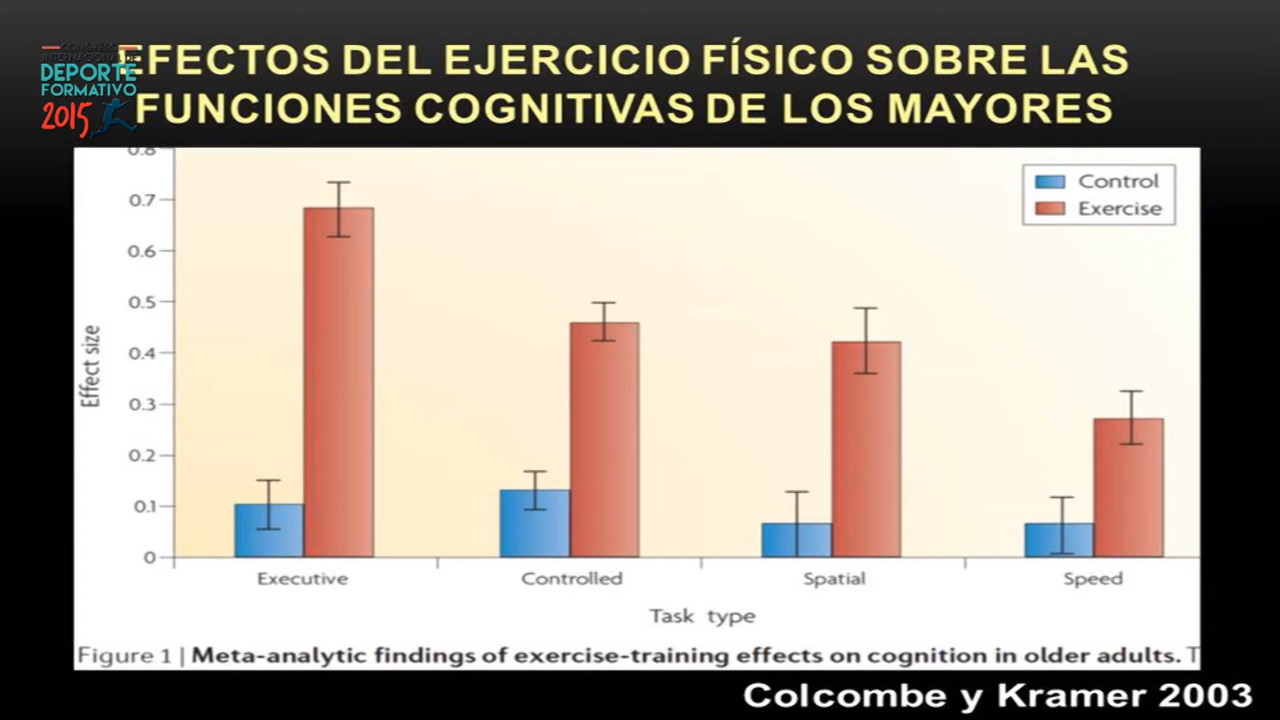 CONGRESO
INTERNACIONAL DE
DEPORTE
FORMATIVO
2015
EFECTOS DEL EJERCICIO FÍSICO SOBRE LAS
FUNCIONES COGNITIVAS DE LOS MAYORES
0.8
0.7
0.6
0.5
0.4
0.3
0.2
0.1
0
Effect size
Control
Exercise
Executive
Controlled
Spatial
Speed
Task type
Figure 1 | Meta-analytic findings of exercise-training effects on cognition in older adults. T
Colcombe y Kramer 2003